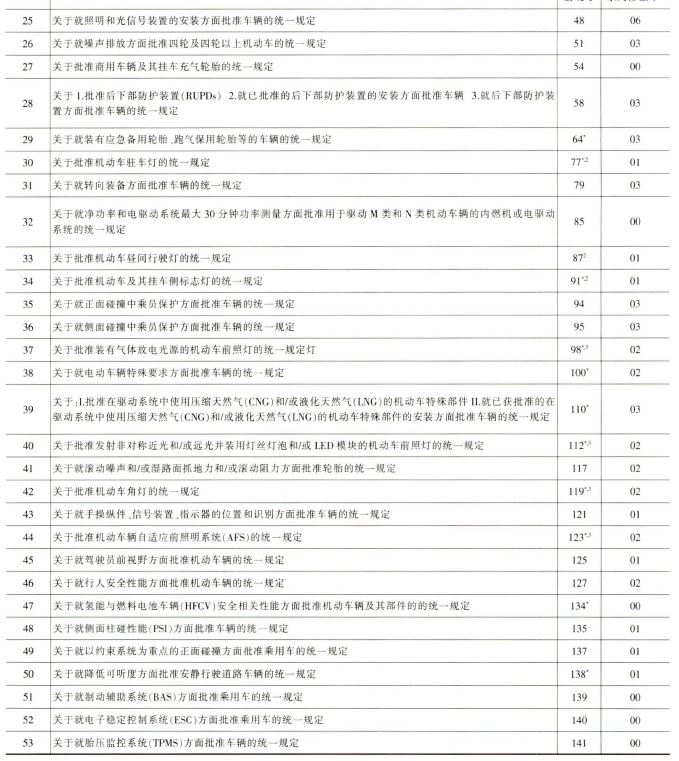 25 关于就照明和光信号装置的安装方面批准车辆的统一规定 48 06
26 关于就噪声排放方面批准四轮及四轮以上机动车的统一规定 51 03
27 关于批准商用车辆及其挂车充气轮胎的统一规定 54 00
28 关于 1.批准后下部防护装置(RUPDs) 2.就已批准的后下部防护装置的安装方面批准车辆 3.就后下部防护装
置方面批准车辆的统一规定 58 03
29 关于就装有应急备用轮胎、跑气保用轮胎等的车辆的统一规定 64* 03
30 关于批准机动车驻车灯的统一规定 77*,2 01
31 关于就转向装备方面批准车辆的统一规定 79 03
32 关于就净功率和电驱动系统最大 30 分钟功率测量方面批准用于驱动 M 类和 N 类机动车辆的内燃机或电驱动
系统的统一规定 85 00
33 关于批准机动车昼间行驶灯的统一规定 87² 01
34 关于批准机动车及其挂车侧标志灯的统一规定 91*,2 01
35 关于就正面碰撞中乘员保护方面批准车辆的统一规定 94 03
36 关于就侧面碰撞中乘员保护方面批准车辆的统一规定 95 03
37 关于批准装有气体放电光源的机动车前照灯的统一规定灯 98*,3 02
38 关于就电动车辆特殊要求方面批准车辆的统一规定 100* 02
39 关于:I.批准在驱动系统中使用压缩天然气(CNG)和/或液化天然气(LNG)的机动车特殊部件 II.就已获批准的在
驱动系统中使用压缩天然气(CNG)和/或液化天然气(LNG)的机动车特殊部件的安装方面批准车辆的统一规定 110* 03
40 关于批准发射非对称近光和/或远光并装用灯丝灯泡和/或 LED 模块的机动车前照灯的统一规定 112*,3 02
41 关于就滚动噪声和/或湿路面抓地力和/或滚动阻力方面批准轮胎的统一规定 117 02
42 关于批准机动车角灯的统一规定 119*,3 02
43 关于就手操纵件、信号装置、指示器的位置和识别方面批准车辆的统一规定 121 01
44 关于批准机动车辆自适应前照明系统(AFS)的统一规定 123*,3 02
45 关于就驾驶员前视野方面批准机动车辆的统一规定 125 01
46 关于就行人安全性能方面批准机动车辆的统一规定 127 02
47 关于就氢能与燃料电池车辆(HFCV)安全相关性能方面批准机动车辆及其部件的的统一规定 134* 00
48 关于就侧面柱碰性能(PSI)方面批准车辆的统一规定 135 01
49 关于就以约束系统为重点的正面碰撞方面批准乘用车的统一规定 137 01
50 关于就降低可听度方面批准安静行驶道路车辆的统一规定 138* 01
51 关于就制动辅助系统(BAS)方面批准乘用车的统一规定 139 00
52 关于就电子稳定控制系统(ESC)方面批准乘用车的统一规定 140 00
53 关于就胎压监控系统(TPMS)方面批准车辆的统一规定 141 00